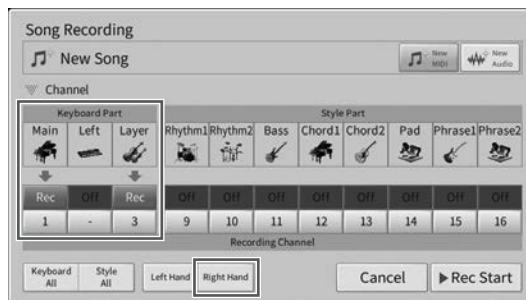 Song Recording
New Song
New MIDI
New Audio
Channel
Keyboard Part Style Part
Main Left Layer Rhythm1 Rhythm2 Bass Chord1 Chord2 Pad Phrase1 Phrase2
Rec Off Rec Off Off Off Off Off Off Off Off
1 - 3 9 10 11 12 13 14 15 16
Recording Channel
Keyboard All Style All Left Hand Right Hand Cancel Rec Start